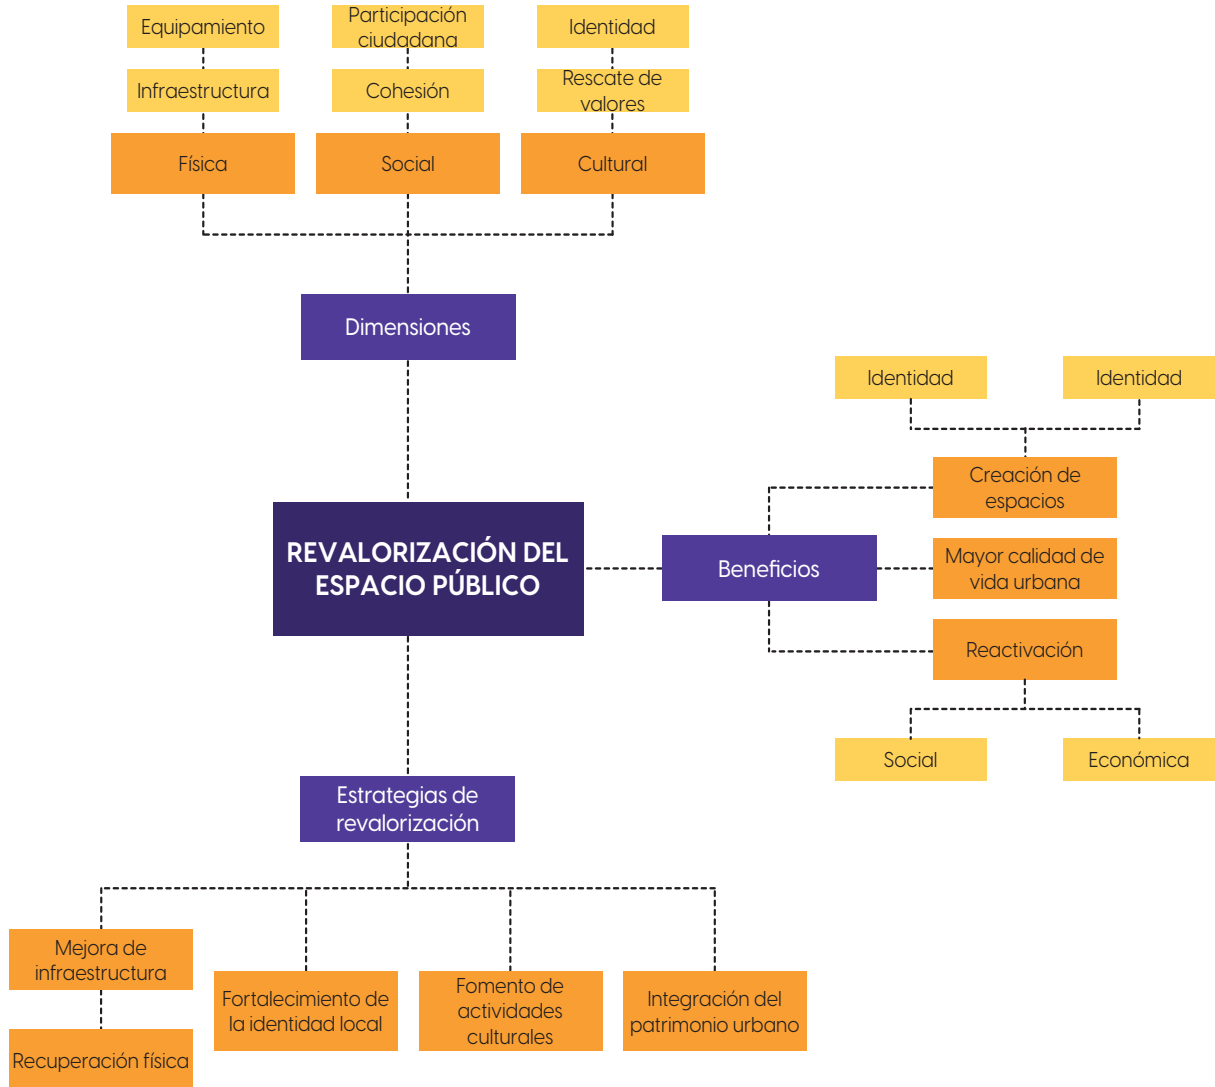 Equipamiento
Participación
ciudadana
Identidad
Infraestructura
Cohesión
Rescate de
valores
Física
Social
Cultural
Dimensiones
Identidad
Identidad
Creación de
espacios
REVALORIZACIÓN DEL
ESPACIO PÚBLICO
Beneficios
Mayor calidad de
vida urbana
Reactivación
Social
Económica
Estrategias de
revalorización
Mejora de
infraestructura
Fortalecimiento de
la identidad local
Fomento de
actividades
culturales
Integración del
patrimonio urbano
Recuperación física